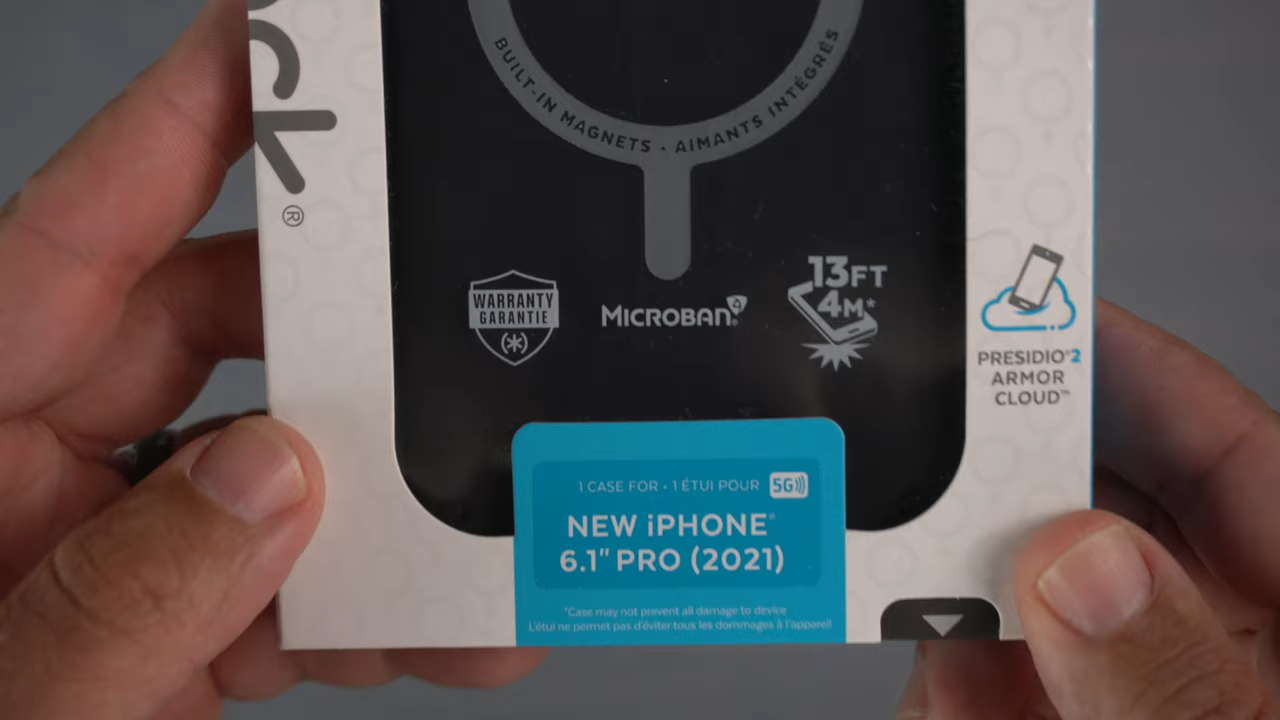 ock®
BUILT-IN MAGNETS · AIMANTS INTÉGRÉS
WARRANTY
GARANTIE
(*)
MICROBAN®
13FT
4M*
PRESIDIO®2
ARMOR
CLOUD™
1 CASE FOR · 1 ÉTUI POUR 5G
NEW iPHONE®
6.1" PRO (2021)
*Case may not prevent all damage to device
L'étui ne permet pas d'éviter tous les dommages à l'appareil